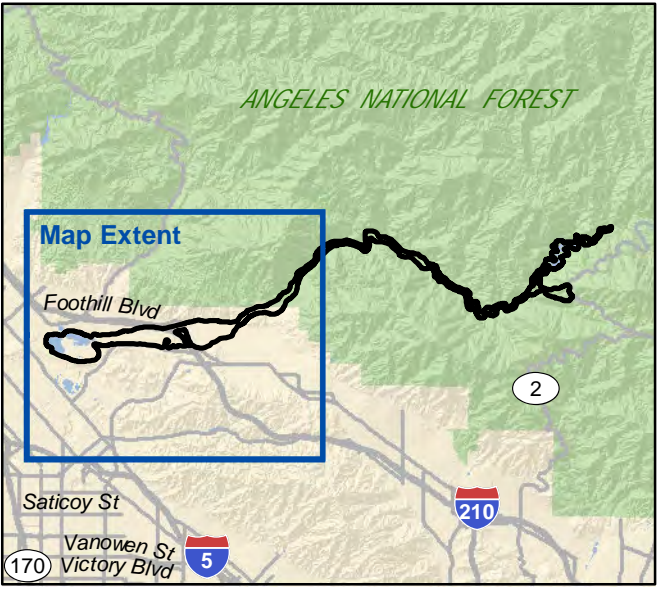 ANGELES NATIONAL FOREST
Map Extent
Foothill Blvd
2
Saticoy St
210
Vanowen St
170 Victory Blvd
5